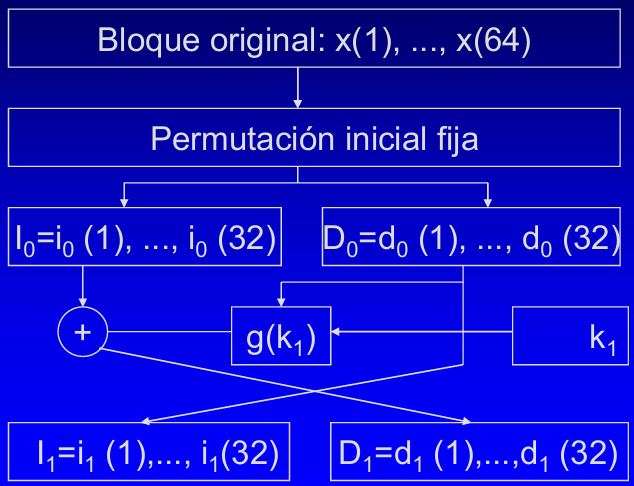 Bloque original: x(1), ..., x(64)
Permutación inicial fija
I₀=i₀ (1), ..., i₀ (32)
D₀=d₀ (1), ..., d₀ (32)
+
g(k₁)
k₁
I₁=i₁ (1),..., i₁(32)
D₁=d₁ (1),...,d₁ (32)